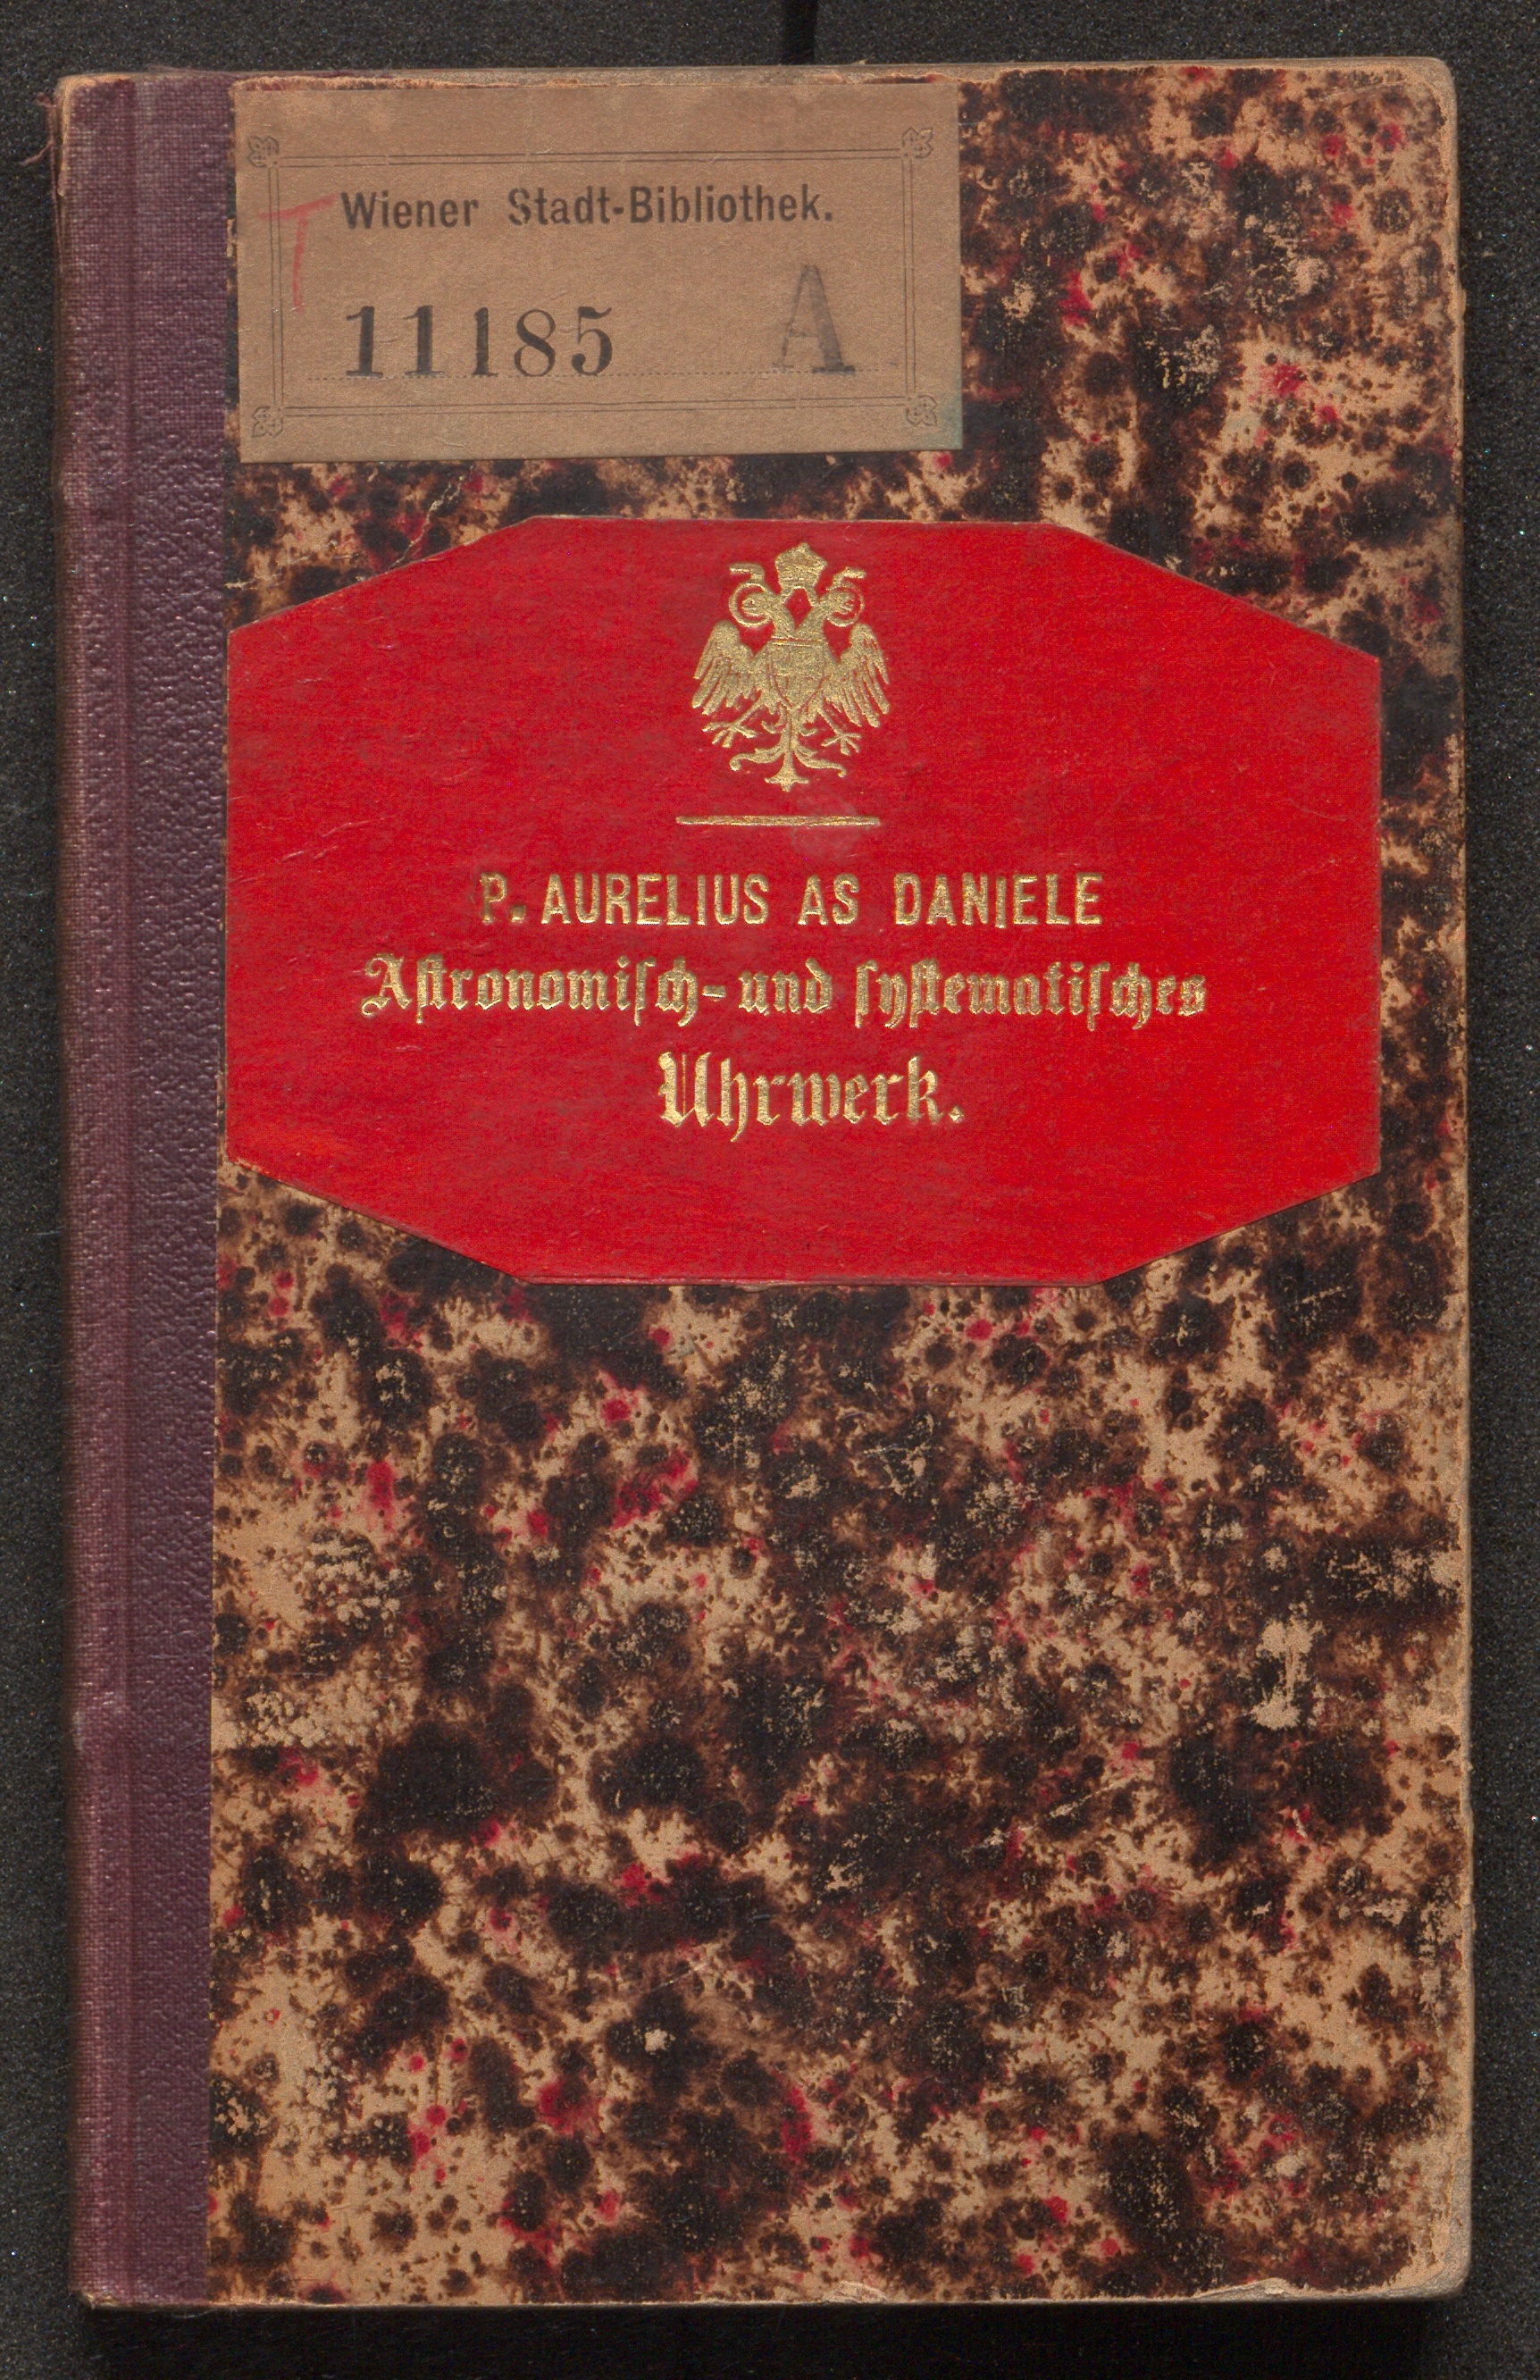 T Wiener Stadt-Bibliothek.
11185 A
P. AURELIUS AS DANIELE
Aſtronomiſch- und ſyſtematiſches
Uhrwerk.